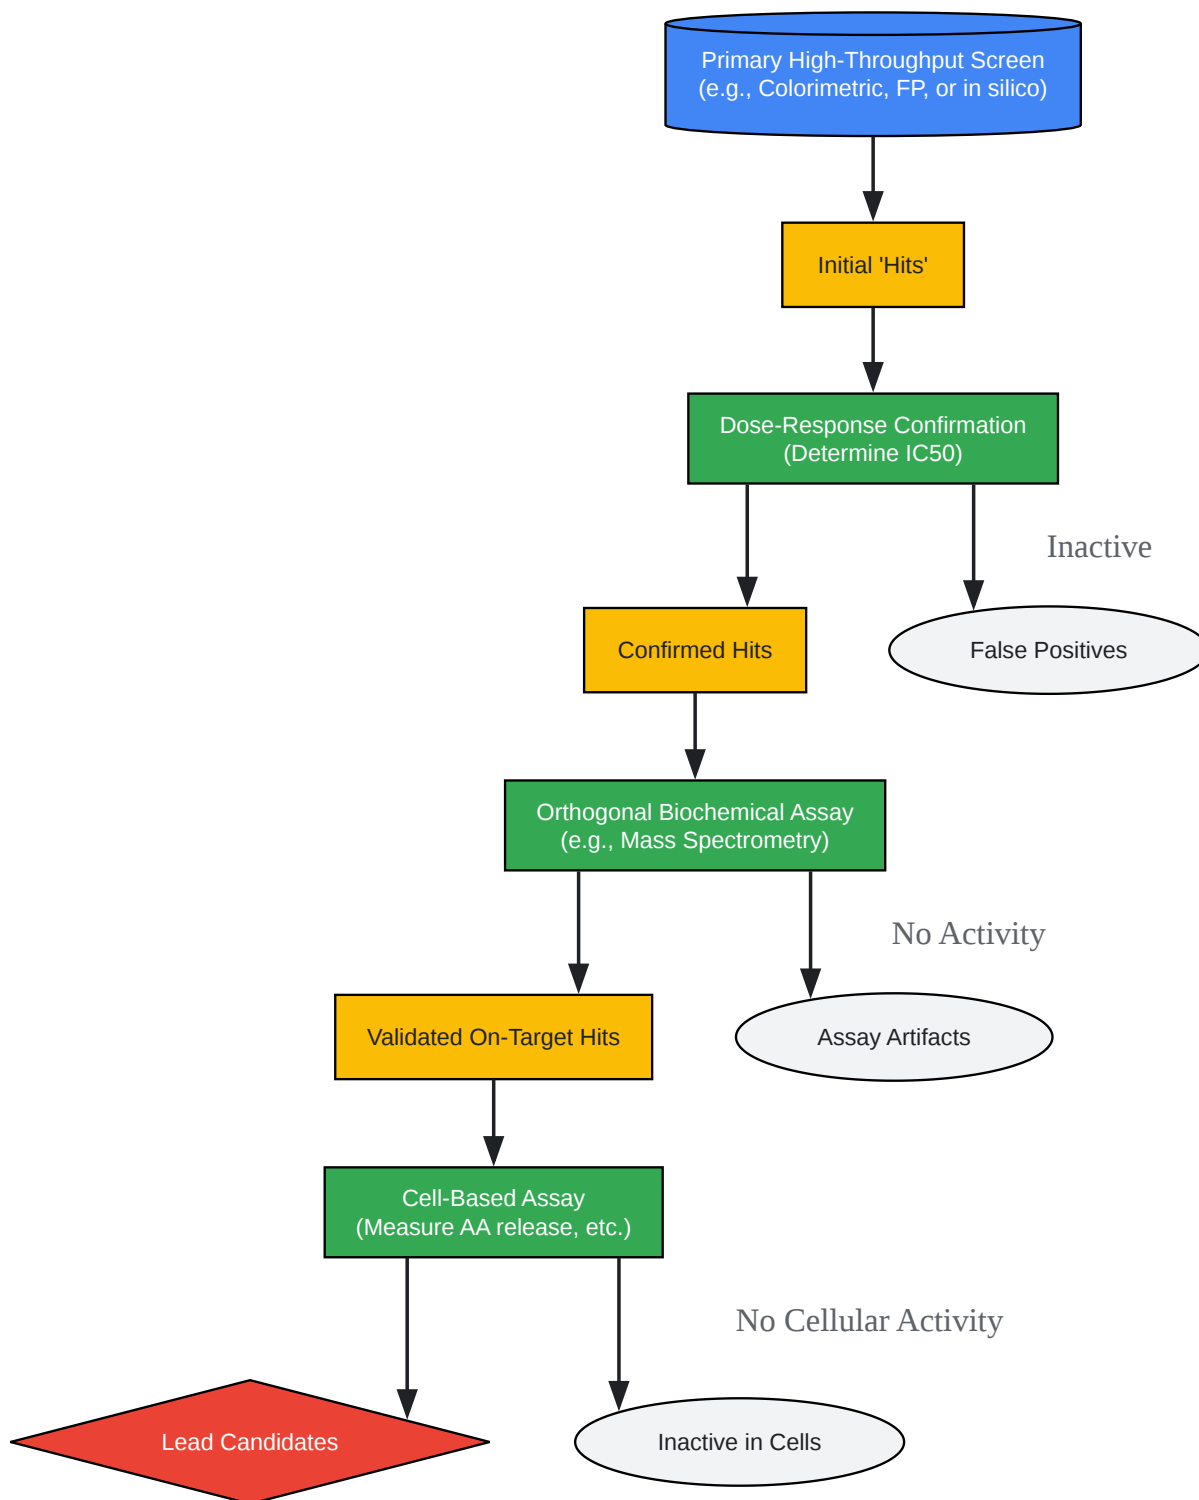 Primary High-Throughput Screen
(e.g., Colorimetric, FP, or in silico)
Initial 'Hits'
Dose-Response Confirmation
(Determine IC50)
Inactive
Confirmed Hits
False Positives
Orthogonal Biochemical Assay
(e.g., Mass Spectrometry)
No Activity
Validated On-Target Hits
Assay Artifacts
Cell-Based Assay
(Measure AA release, etc.)
No Cellular Activity
Lead Candidates
Inactive in Cells